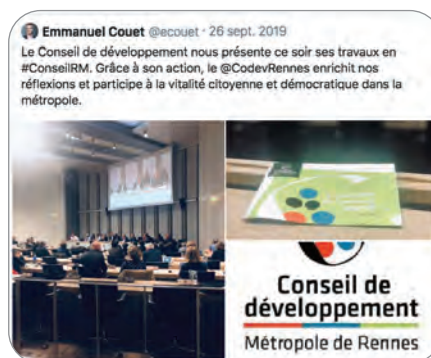 Emmanuel Couet @ecouet · 26 sept. 2019
Le Conseil de développement nous présente ce soir ses travaux en
#ConseilRM. Grâce à son action, le @CodevRennes enrichit nos
réflexions et participe à la vitalité citoyenne et démocratique dans la
métropole.
Conseil de
développement
Métropole de Rennes